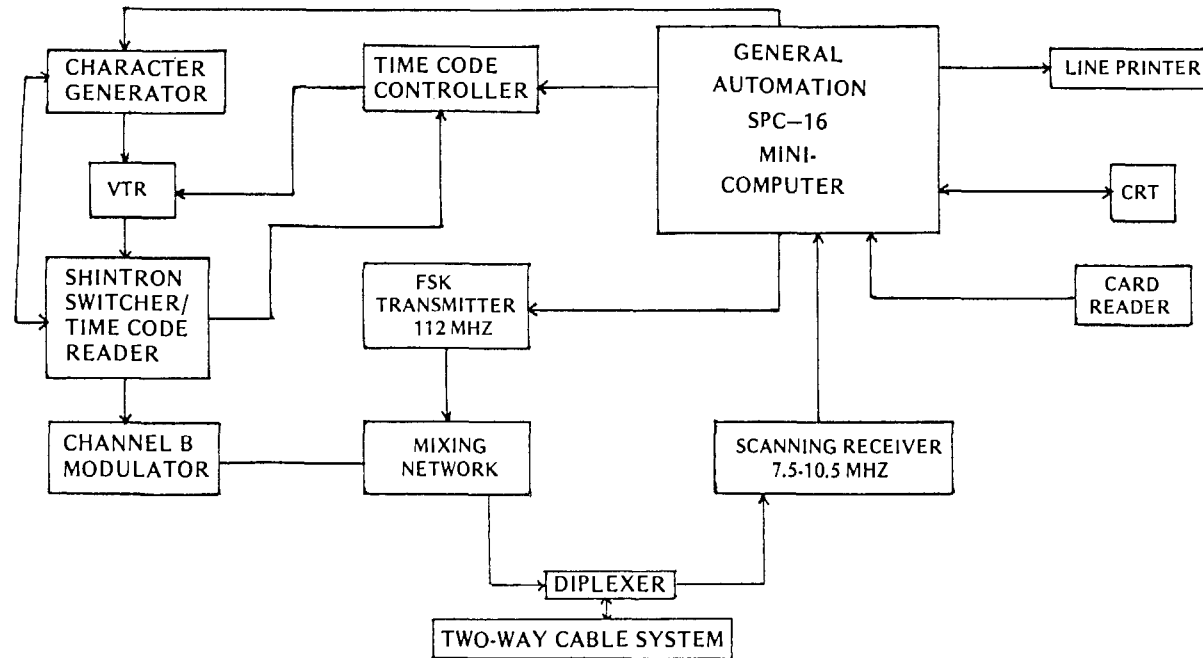 CHARACTER
GENERATOR
TIME CODE
CONTROLLER
GENERAL
AUTOMATION
SPC-16
MINI-
COMPUTER
LINE PRINTER
VTR
CRT
SHINTRON
SWITCHER/
TIME CODE
READER
FSK
TRANSMITTER
112 MHZ
CARD
READER
CHANNEL B
MODULATOR
MIXING
NETWORK
SCANNING RECEIVER
7.5-10.5 MHZ
DIPLEXER
TWO-WAY CABLE SYSTEM